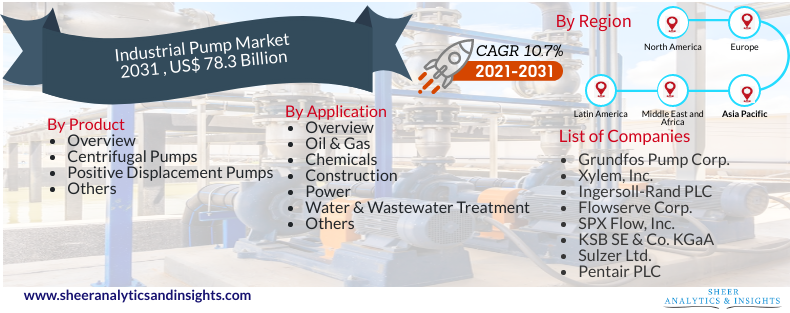 Industrial Pump Market
2031 , US$ 78.3 Billion
CAGR 10.7%
2021-2031
By Region
North America
Europe
Latin America
Middle East and
Africa
Asia Pacific
By Product
• Overview
• Centrifugal Pumps
• Positive Displacement Pumps
• Others
By Application
• Overview
• Oil & Gas
• Chemicals
• Construction
• Power
• Water & Wastewater Treatment
• Others
List of Companies
• Grundfos Pump Corp.
• Xylem, Inc.
• Ingersoll-Rand PLC
• Flowserve Corp.
• SPX Flow, Inc.
• KSB SE & Co. KGaA
• Sulzer Ltd.
• Pentair PLC
www.sheeranalyticsandinsights.com
SHEER
ANALYTICS & INSIGHTS